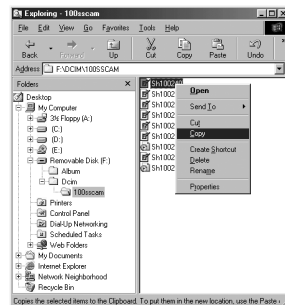 Exploring - 100sscam
File Edit View Go Favorites Tools Help
Back Forward Up Cut Copy Paste Undo
Address F:\DCIM\100SSCAM
Folders
Desktop
My Computer
3½ Floppy (A:)
(C:)
(D:)
(E:)
Removable Disk (F:)
Album
Dcim
100sscam
Printers
Control Panel
Dial-Up Networking
Scheduled Tasks
Web Folders
My Documents
Internet Explorer
Network Neighborhood
Recycle Bin
Sh1002
Sh1002
Sh1002
Sh1002
Sh1002
Sh1002
Sh1002
Sh1002
Open
Send To
Cut
Copy
Create Shortcut
Delete
Rename
Properties
Copies the selected items to the Clipboard. To put them in the new location, use the Paste